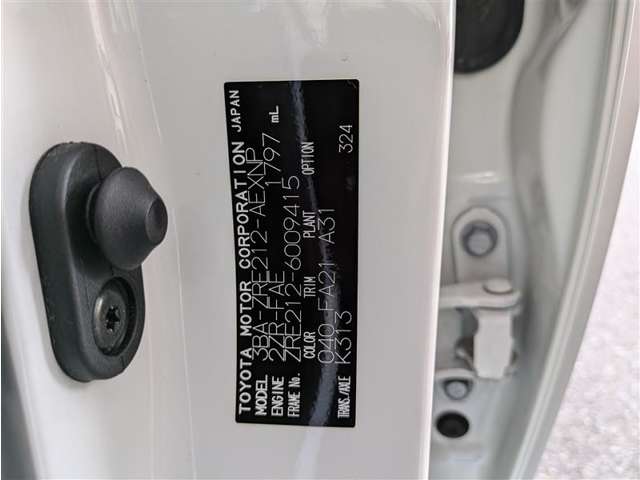 TOYOTA MOTOR CORPORATION JAPAN
MODEL 3BA-ZRE212-AEXNP
ENGINE 2ZR-FAE 1797 mL
FRAME No. ZRE212-6009415
COLOR TRIM PLANT OPTION
040 FA21 A31 324
TRANS./AXLE K313